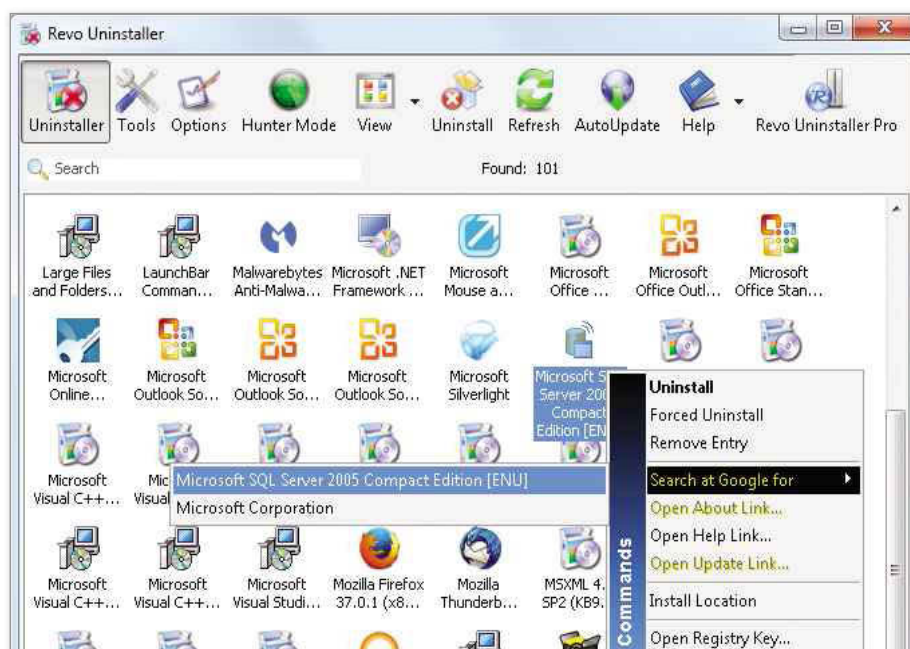 Revo Uninstaller
Uninstaller Tools Options Hunter Mode View Uninstall Refresh AutoUpdate Help Revo Uninstaller Pro
Search Found: 101
Large Files and Folders...
LaunchBar Comman...
Malwarebytes Anti-Malwa...
Microsoft .NET Framework ...
Microsoft Mouse a...
Microsoft Office ...
Microsoft Office Outl...
Microsoft Office Stan...
Microsoft Online...
Microsoft Outlook So...
Microsoft Outlook So...
Microsoft Outlook So...
Microsoft Silverlight
Microsoft S
Server 200
Compact
Edition [EN
Microsoft Visual C++...
Mic
Visual
Microsoft SQL Server 2005 Compact Edition [ENU]
Microsoft Corporation
Microsoft Visual C++...
Microsoft Visual C++...
Microsoft Visual Studi...
Mozilla Firefox 37.0.1 (x8...
Mozilla Thunderb...
MSXML 4.
SP2 (KB9.
Commands
Uninstall
Forced Uninstall
Remove Entry
Search at Google for
Open About Link...
Open Help Link...
Open Update Link...
Install Location
Open Registry Key...